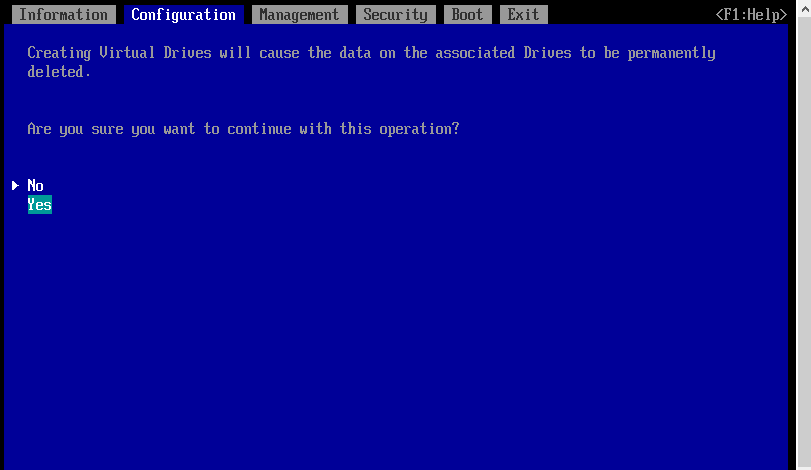 Information Configuration Management Security Boot Exit <F1:Help>
Creating Virtual Drives will cause the data on the associated Drives to be permanently
deleted.
Are you sure you want to continue with this operation?
No
Yes